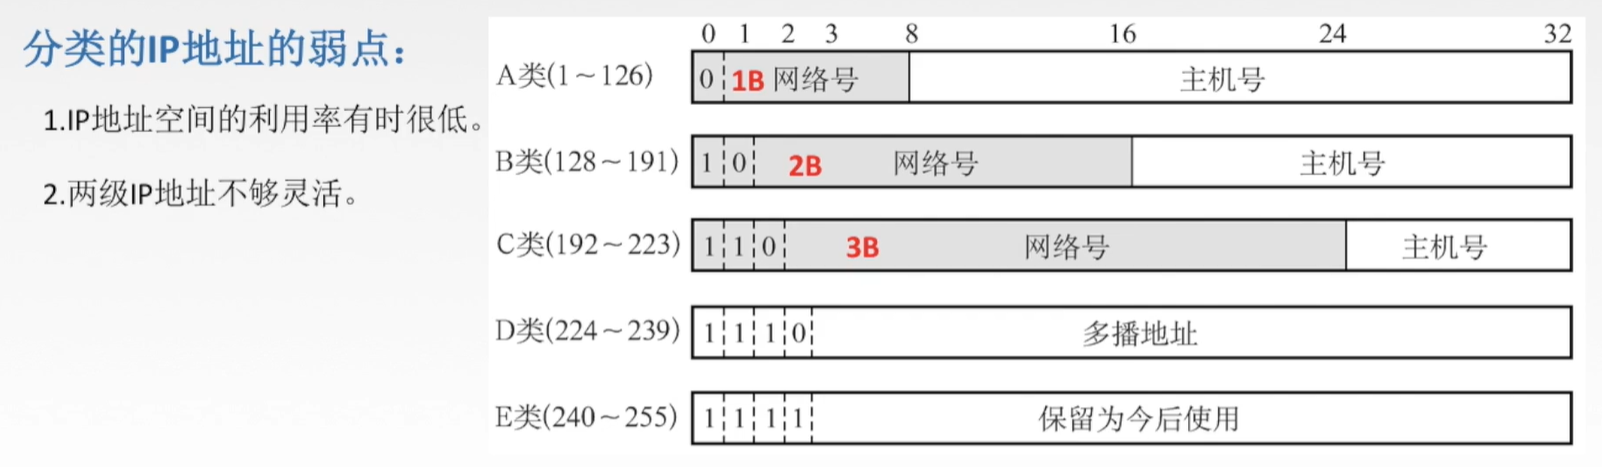 分类的IP地址的弱点：
1.IP地址空间的利用率有时很低。
2.两级IP地址不够灵活。
0 1 2 3 8 16 24 32
A类(1～126) 0 1B 网络号 主机号
B类(128～191) 1 0 2B 网络号 主机号
C类(192～223) 1 1 0 3B 网络号 主机号
D类(224～239) 1 1 1 0 多播地址
E类(240～255) 1 1 1 1 保留为今后使用